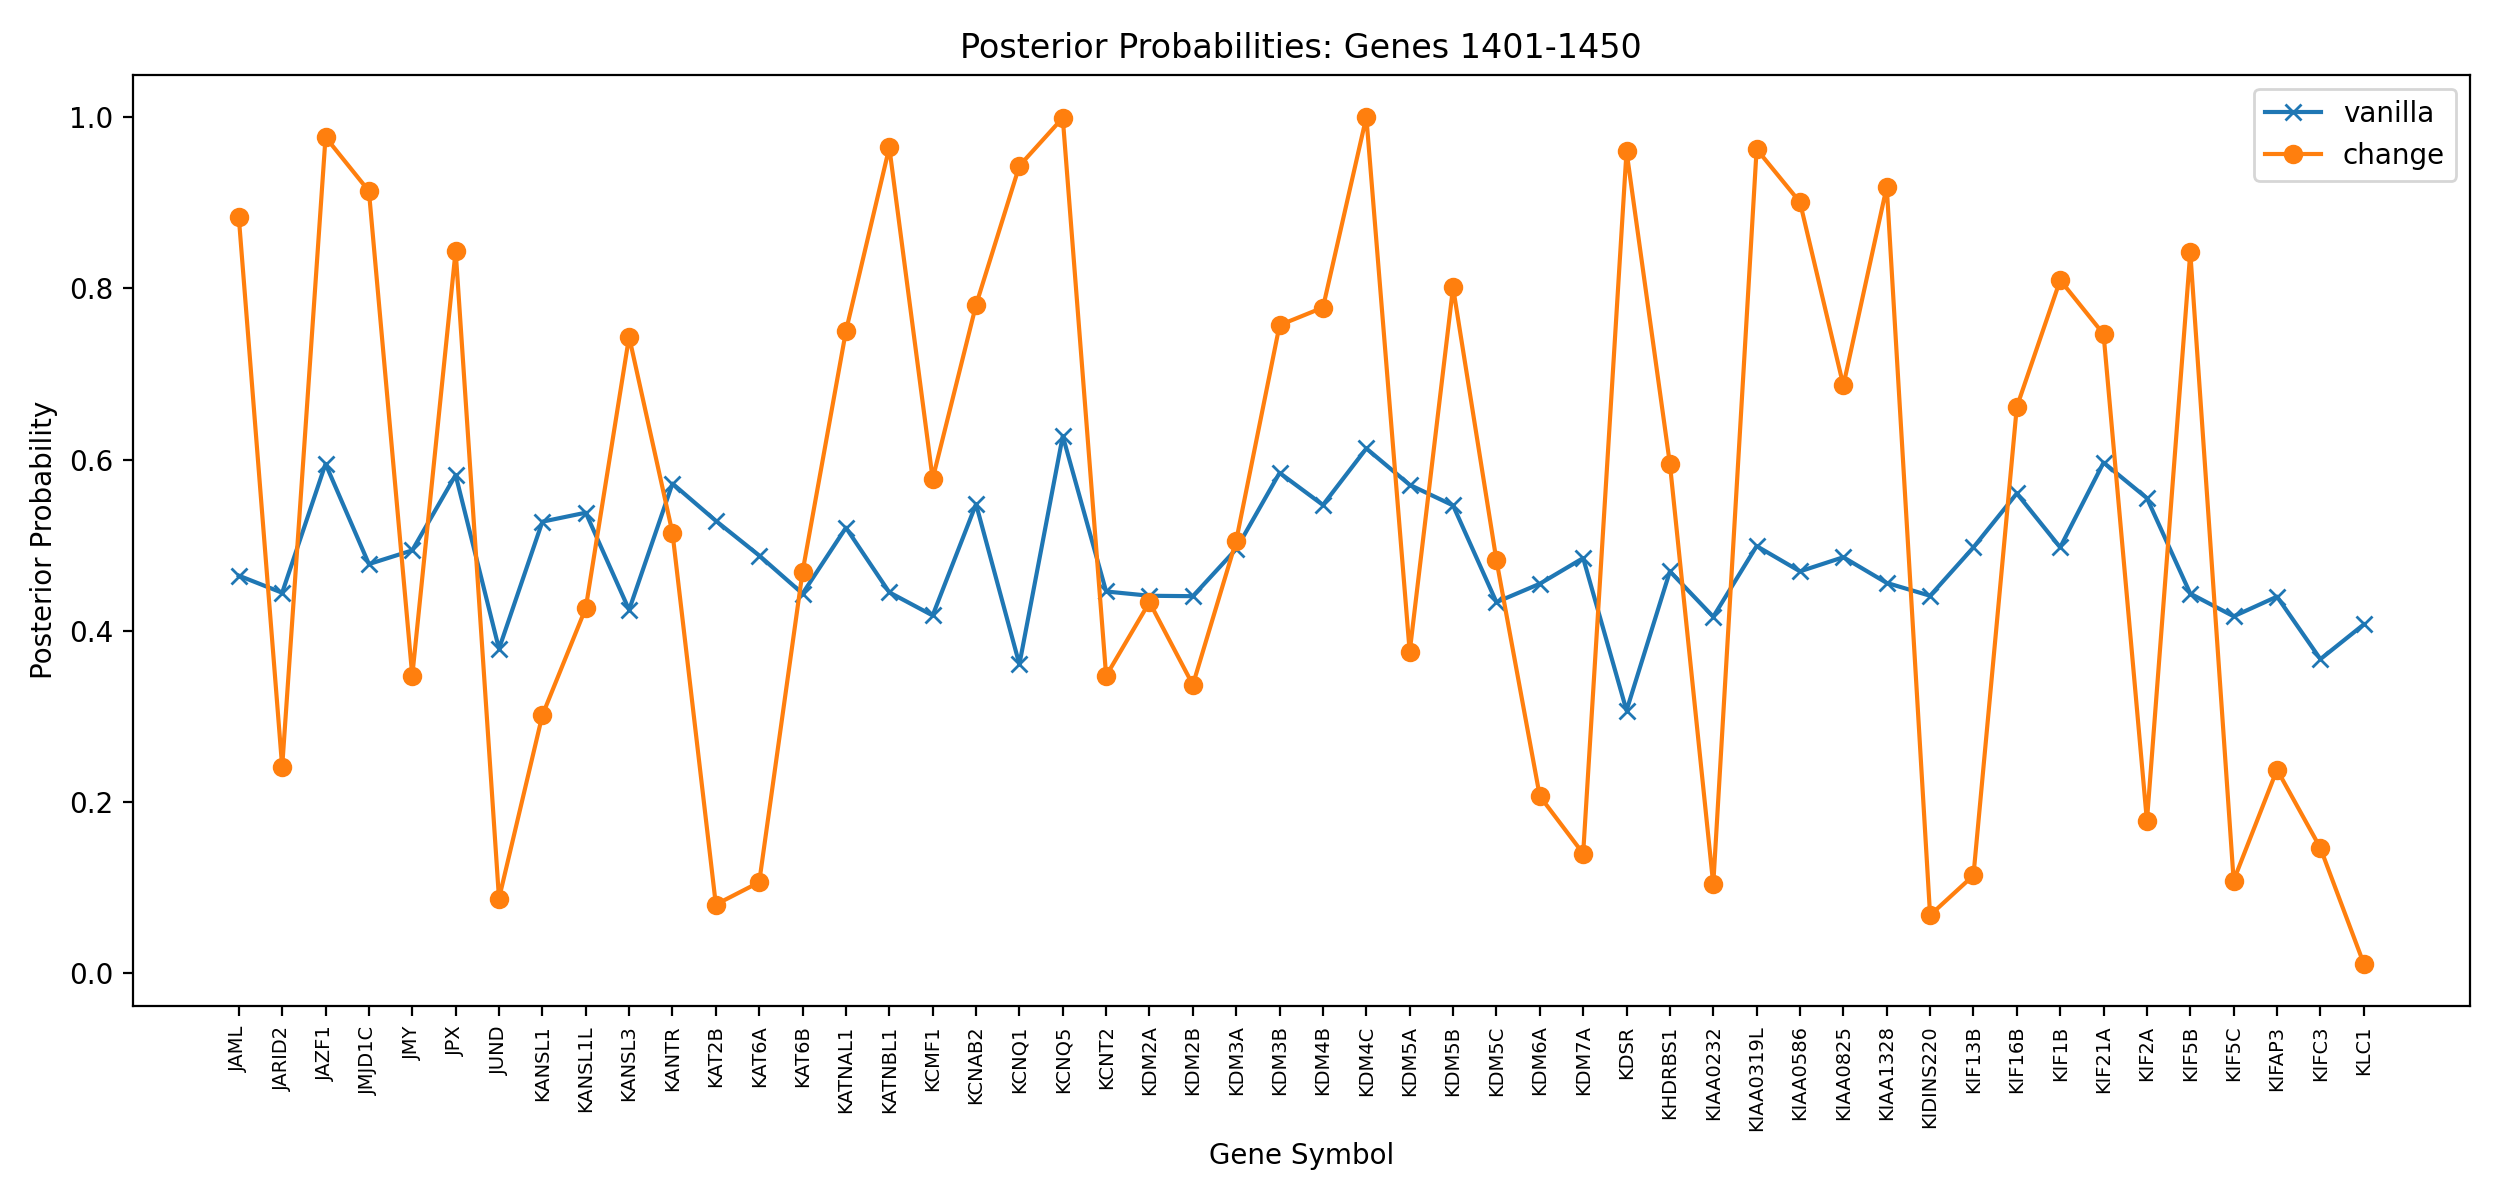 Posterior Probabilities: Genes 1401-1450
vanilla
change
Posterior Probability
1.0
0.8
0.6
0.4
0.2
0.0
JAML
JARID2
JAZF1
JMJD1C
JMY
JPX
JUND
KANSL1
KANSL1L
KANSL3
KANTR
KAT2B
KAT6A
KAT6B
KATNAL1
KATNBL1
KCMF1
KCNAB2
KCNQ1
KCNQ5
KCNT2
KDM2A
KDM2B
KDM3A
KDM3B
KDM4B
KDM4C
KDM5A
KDM5B
KDM5C
KDM6A
KDM7A
KDSR
KHDRBS1
KIAA0232
KIAA0319L
KIAA0586
KIAA0825
KIAA1328
KIDINS220
KIF13B
KIF16B
KIF1B
KIF21A
KIF2A
KIF5B
KIF5C
KIFAP3
KIFC3
KLC1
Gene Symbol